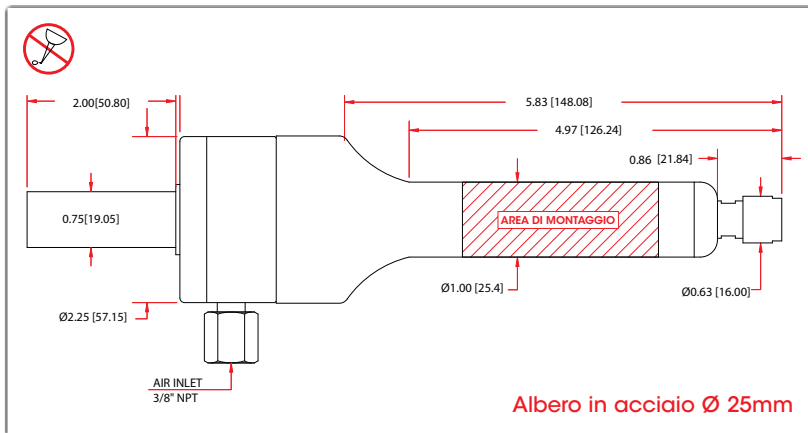 5.83 [148.08]
2.00[50.80]
4.97 [126.24]
0.86 [21.84]
0.75[19.05]
AREA DI MONTAGGIO
Ø1.00 [25.4]
Ø0.63 [16.00]
Ø2.25 [57.15]
AIR INLET
3/8" NPT
Albero in acciaio Ø 25mm